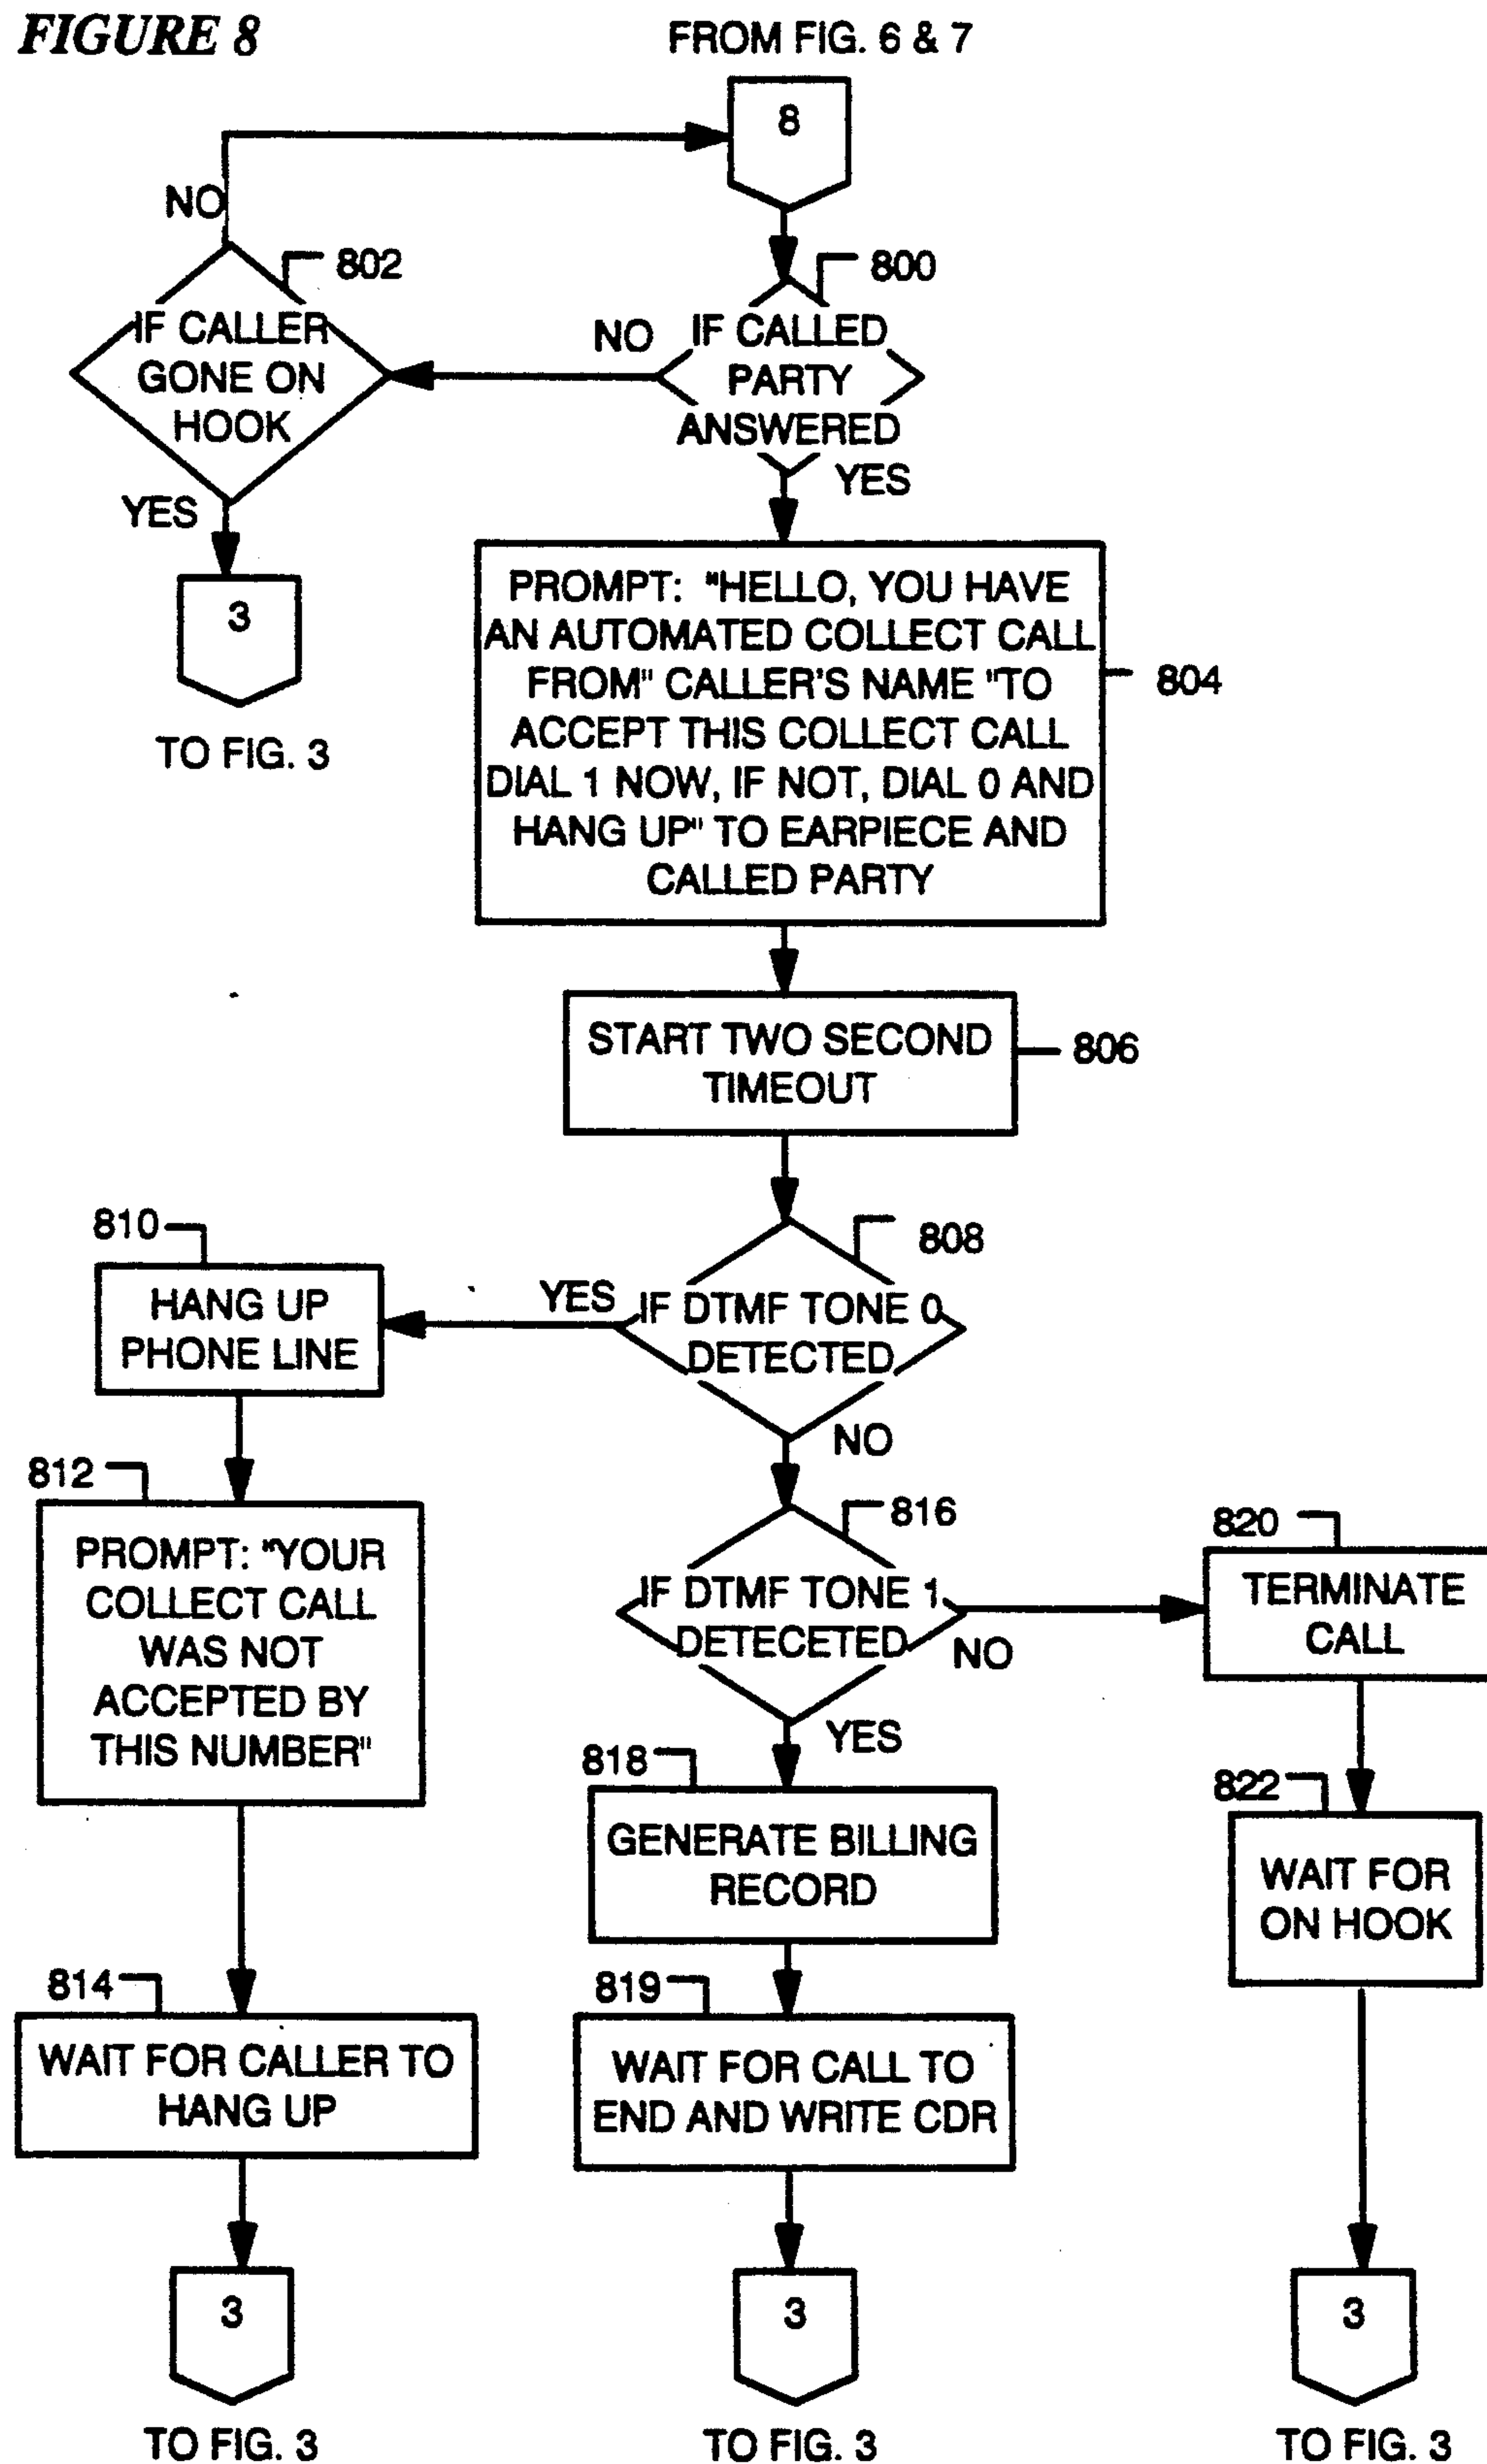 FIGURE 8
FROM FIG. 6 & 7
8
NO
802
800
IF CALLER
GONE ON
HOOK
NO
IF CALLED
PARTY
ANSWERED
YES
YES
3
TO FIG. 3
PROMPT: "HELLO, YOU HAVE
AN AUTOMATED COLLECT CALL
FROM" CALLER'S NAME "TO
ACCEPT THIS COLLECT CALL
DIAL 1 NOW, IF NOT, DIAL 0 AND
HANG UP" TO EARPIECE AND
CALLED PARTY
804
START TWO SECOND
TIMEOUT
806
810
808
HANG UP
PHONE LINE
YES
IF DTMF TONE 0
DETECTED
NO
812
816
820
PROMPT: "YOUR
COLLECT CALL
WAS NOT
ACCEPTED BY
THIS NUMBER"
IF DTMF TONE 1
DETECETED
NO
TERMINATE
CALL
YES
818
822
GENERATE BILLING
RECORD
WAIT FOR
ON HOOK
814
819
WAIT FOR CALLER TO
HANG UP
WAIT FOR CALL TO
END AND WRITE CDR
3
3
3
TO FIG. 3
TO FIG. 3
TO FIG. 3